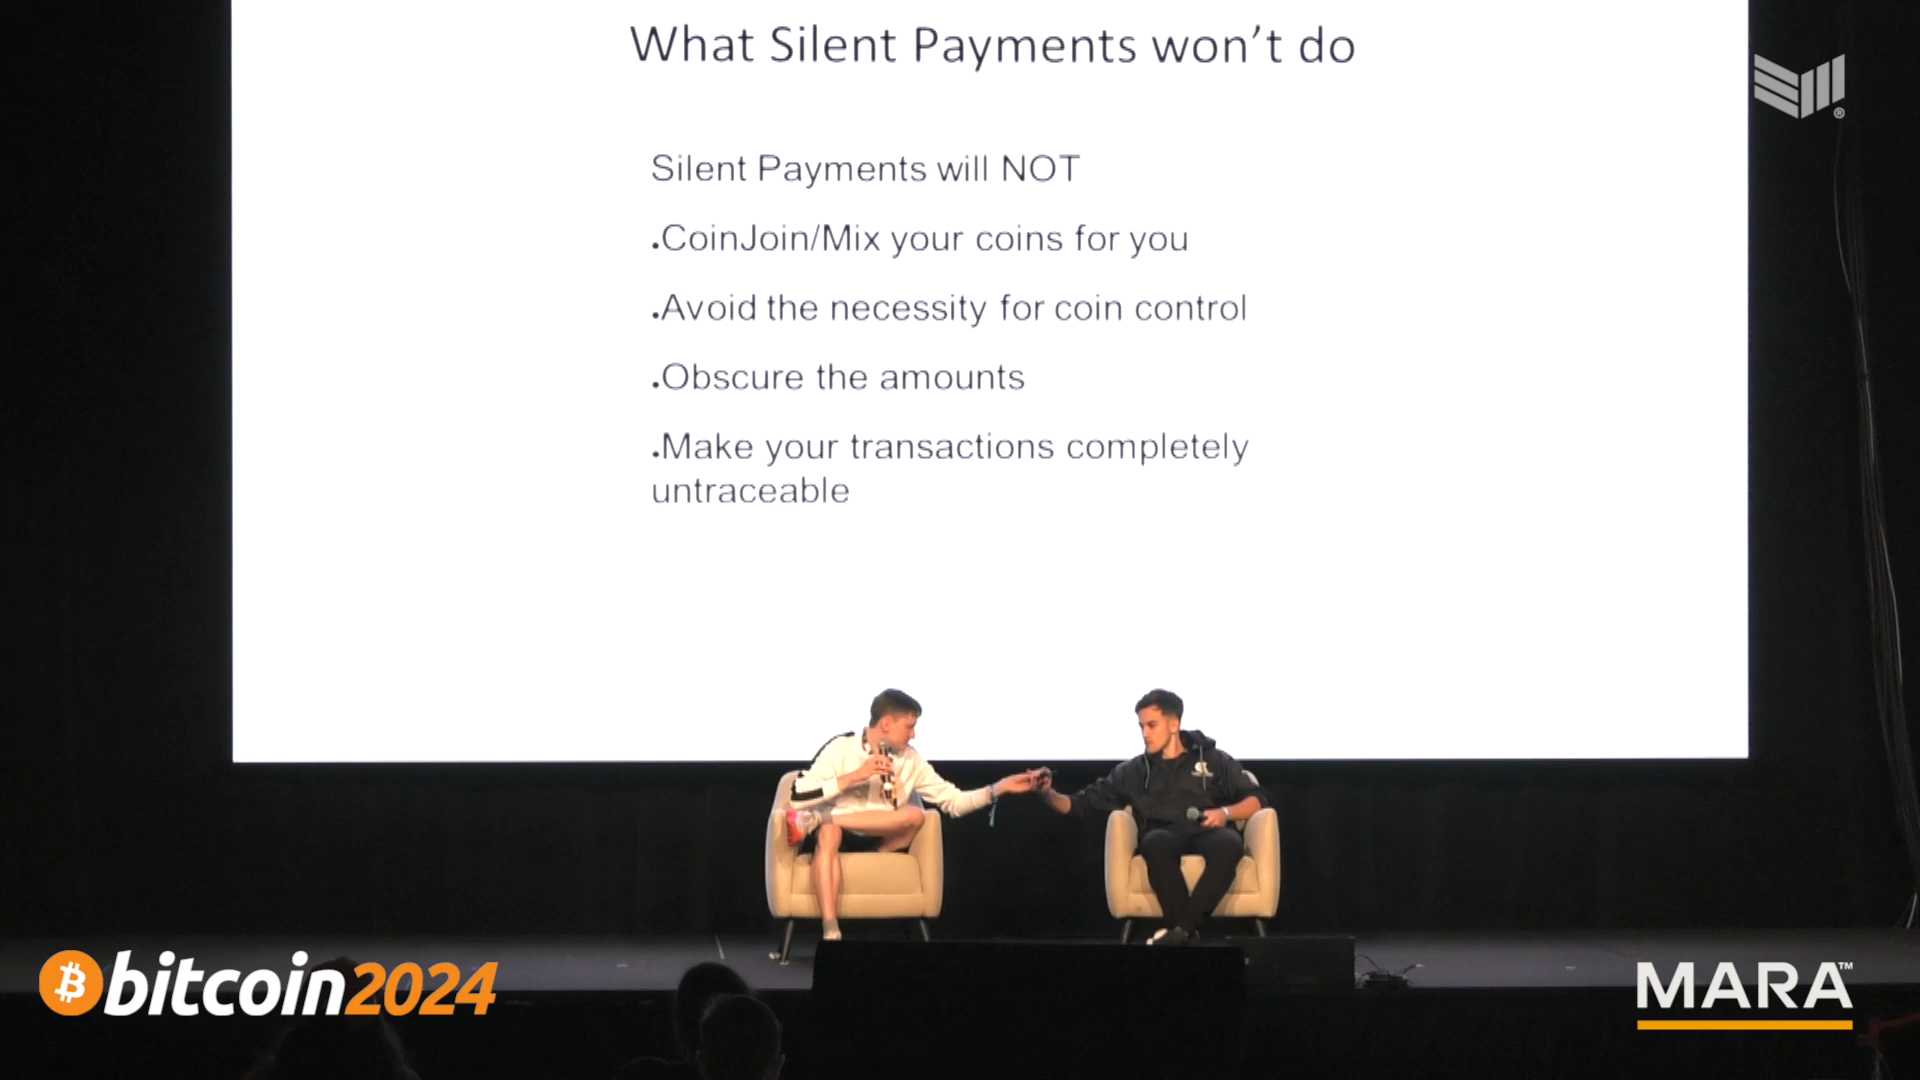 What Silent Payments won't do
Silent Payments will NOT
.CoinJoin/Mix your coins for you
.Avoid the necessity for coin control
.Obscure the amounts
.Make your transactions completely
untraceable
bitcoin2024
MARA™
®